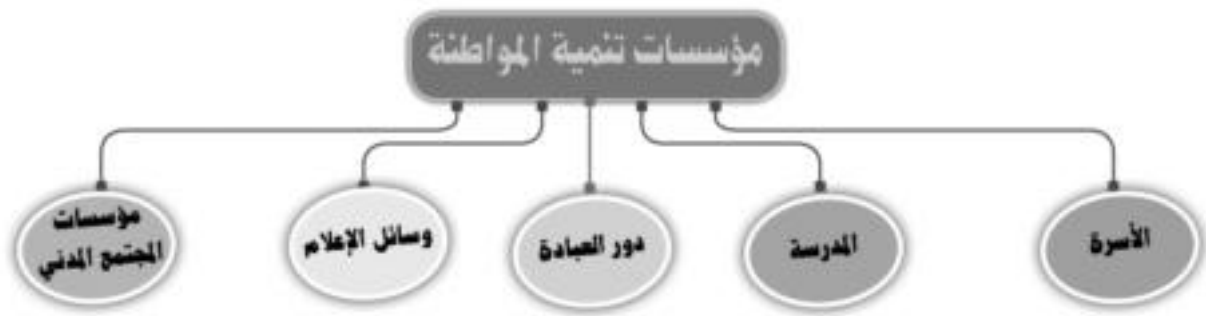 مؤسسات تنمية المواطنة
الأسرة
المدرسة
دور العبادة
وسائل الإعلام
مؤسسات
المجتمع المدني